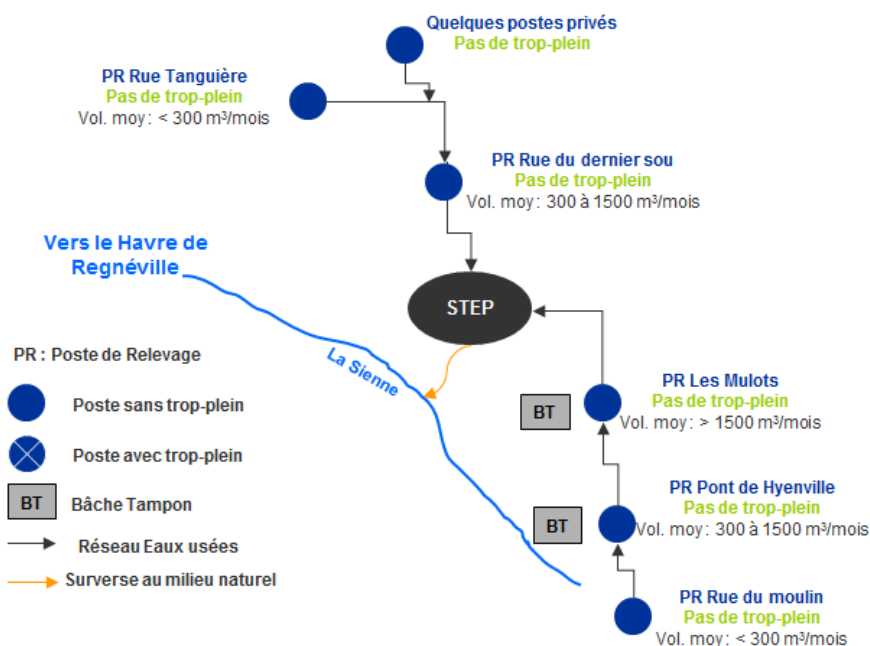 Quelques postes privés
Pas de trop-plein
PR Rue Tanguière
Pas de trop-plein
Vol. moy : < 300 m³/mois
PR Rue du dernier sou
Pas de trop-plein
Vol. moy : 300 à 1500 m³/mois
Vers le Havre de
Regnéville
STEP
La Sienne
PR : Poste de Relevage
Poste sans trop-plein
Poste avec trop-plein
BT
Bâche Tampon
Réseau Eaux usées
Surverse au milieu naturel
BT
PR Les Mulots
Pas de trop-plein
Vol. moy : > 1500 m³/mois
BT
PR Pont de Hyenville
Pas de trop-plein
Vol. moy : 300 à 1500 m³/mois
PR Rue du moulin
Pas de trop-plein
Vol. moy : < 300 m³/mois